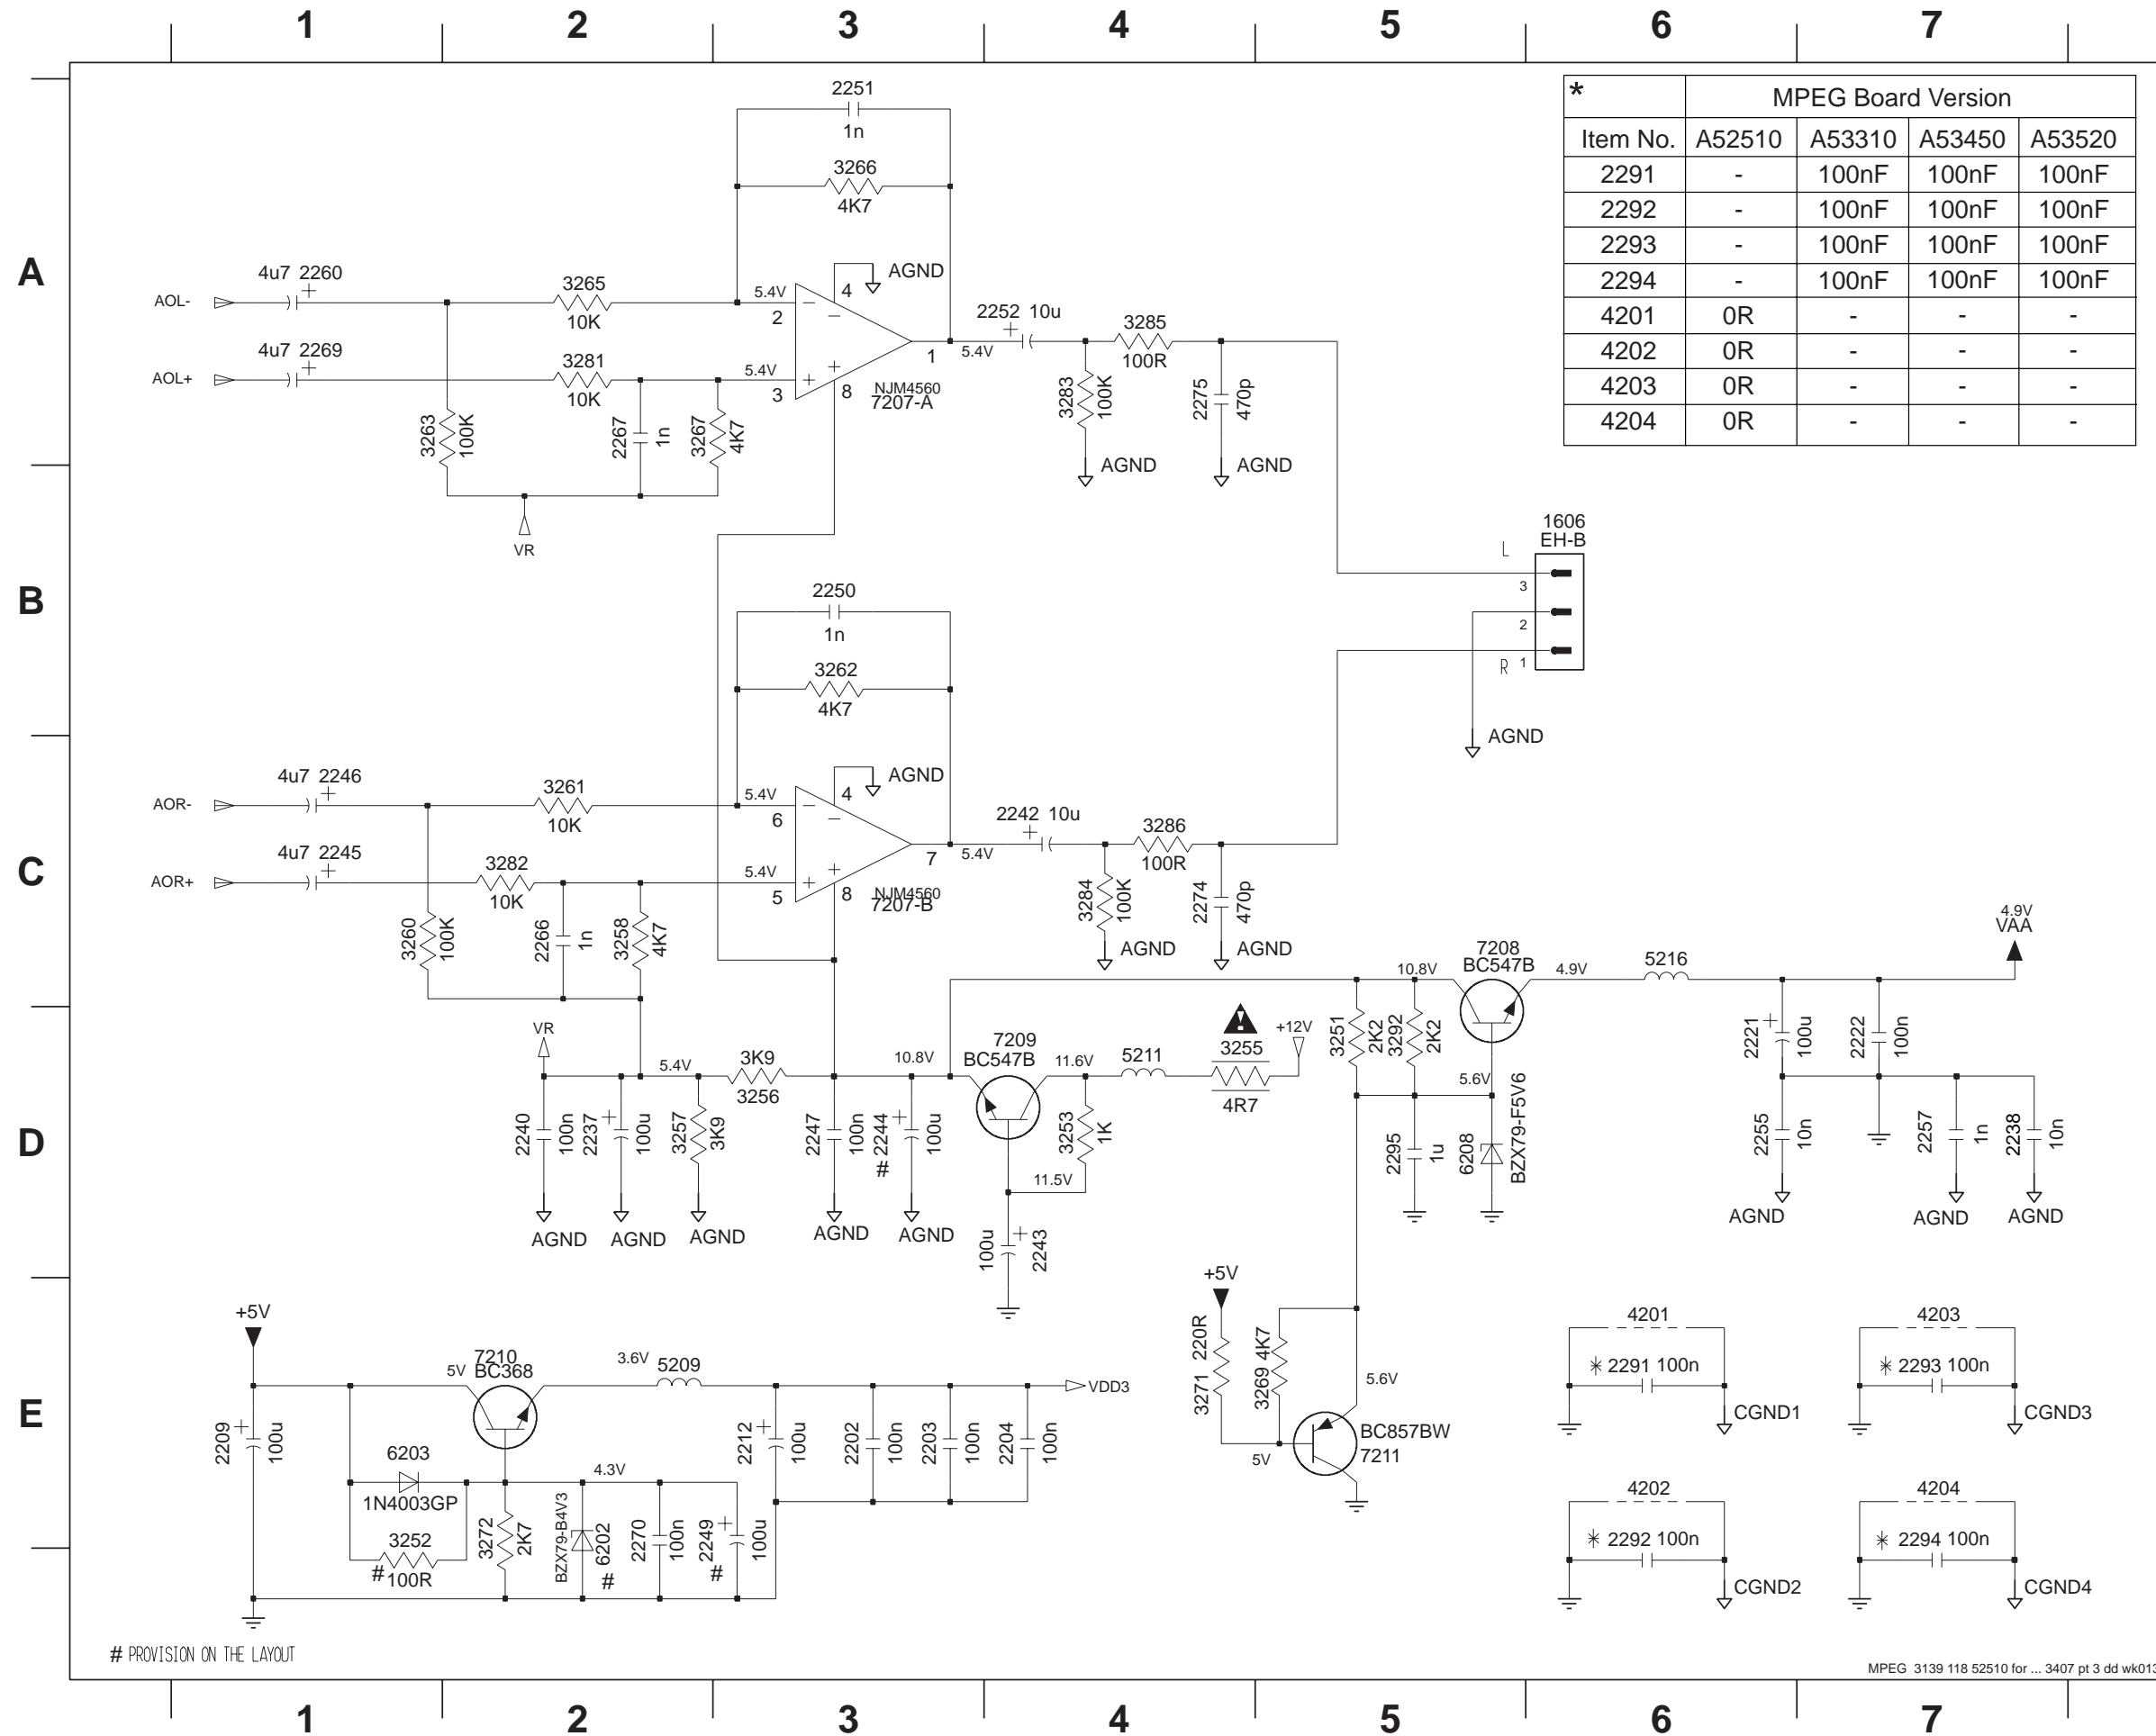 1 2 3 4 5 6 7
A
B
C
D
E
* MPEG Board Version
Item No. A52510 A53310 A53450 A53520
2291 - 100nF 100nF 100nF
2292 - 100nF 100nF 100nF
2293 - 100nF 100nF 100nF
2294 - 100nF 100nF 100nF
4201 0R - - -
4202 0R - - -
4203 0R - - -
4204 0R - - -
2251
1n
3266
4K7
AOL-
4u7 2260
+
3265
10K
5.4V
2
4
AGND
AOL+
4u7 2269
+
3281
10K
5.4V
3
8
1
5.4V
NJM4560
7207-A
3263
100K
2267
1n
3267
4K7
VR
2252 10u
+
3285
100R
3283
100K
2275
470p
AGND
AGND
1606
EH-B
L
3
2
R 1
AGND
2250
1n
3262
4K7
AOR-
4u7 2246
+
3261
10K
5.4V
6
4
AGND
AOR+
4u7 2245
+
3282
10K
5.4V
5
8
7
5.4V
NJM4560
7207-B
3260
100K
2266
1n
3258
4K7
2242 10u
+
3286
100R
3284
100K
2274
470p
AGND
AGND
VR
5.4V
3K9
3256
10.8V
7209
BC547B
11.6V
5211
3255
4R7
+12V
2240
100n
2237
+
100u
3257
3K9
2247
100n
2244
+
100u
#
3253
1K
11.5V
100u
+
2243
AGND
AGND
AGND
AGND
AGND
10.8V
7208
BC547B
4.9V
5216
4.9V
VAA
3251
2K2
3292
2K2
5.6V
2295
1u
6208
BZX79-F5V6
2221
+
100u
2222
100n
2255
10n
2257
1n
2238
10n
AGND
AGND
AGND
+5V
2209
+
100u
5V
7210
BC368
3.6V
5209
VDD3
6203
1N4003GP
3252
# 100R
3272
2K7
4.3V
BZX79-B4V3
6202
#
2270
100n
2249
+
100u
#
2212
+
100u
2202
100n
2203
100n
2204
100n
+5V
3271 220R
3269 4K7
5.6V
5V
BC857BW
7211
4201
* 2291 100n
CGND1
4203
* 2293 100n
CGND3
4202
* 2292 100n
CGND2
4204
* 2294 100n
CGND4
# PROVISION ON THE LAYOUT
MPEG 3139 118 52510 for ... 3407 pt 3 dd wk013
1 2 3 4 5 6 7